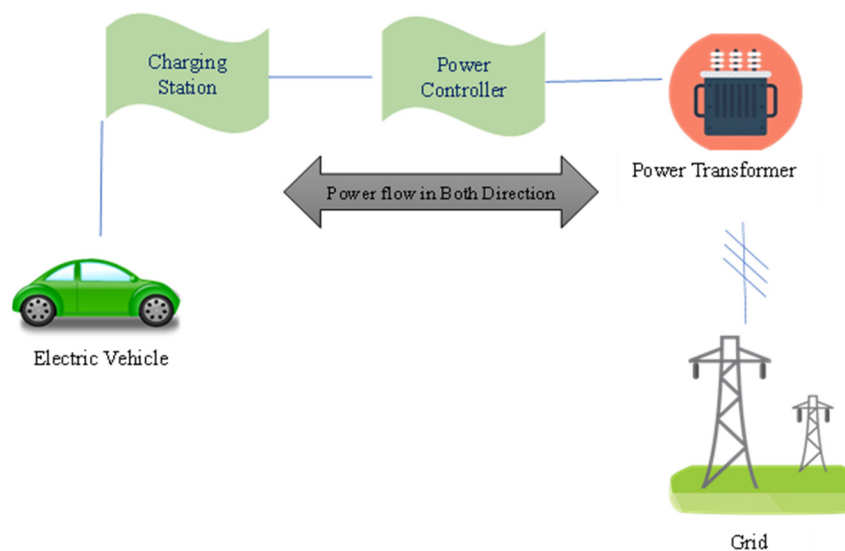 Charging
Station
Power
Controller
Power Transformer
Power flow in Both Direction
Electric Vehicle
Grid